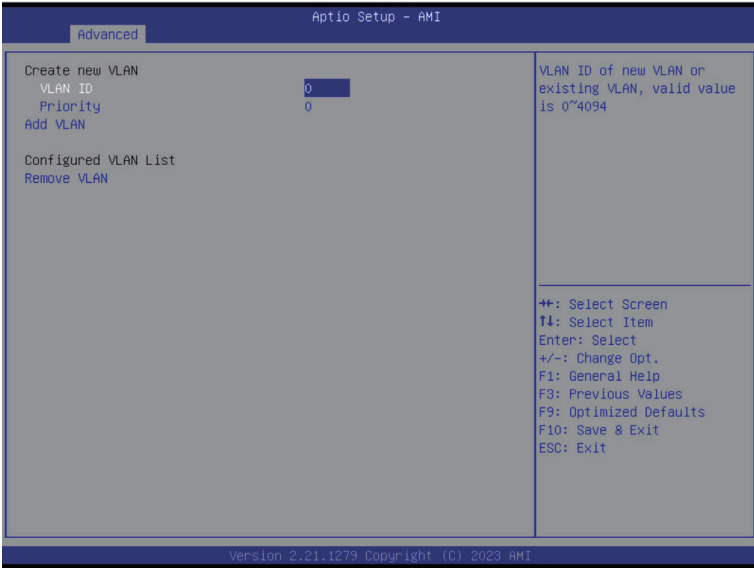 Aptio Setup – AMI
Advanced
Create new VLAN
VLAN ID 0
Priority 0
Add VLAN
Configured VLAN List
Remove VLAN
VLAN ID of new VLAN or
existing VLAN, valid value
is 0~4094
→←: Select Screen
↑↓: Select Item
Enter: Select
+/-: Change Opt.
F1: General Help
F3: Previous Values
F9: Optimized Defaults
F10: Save & Exit
ESC: Exit
Version 2.21.1279 Copyright (C) 2023 AMI